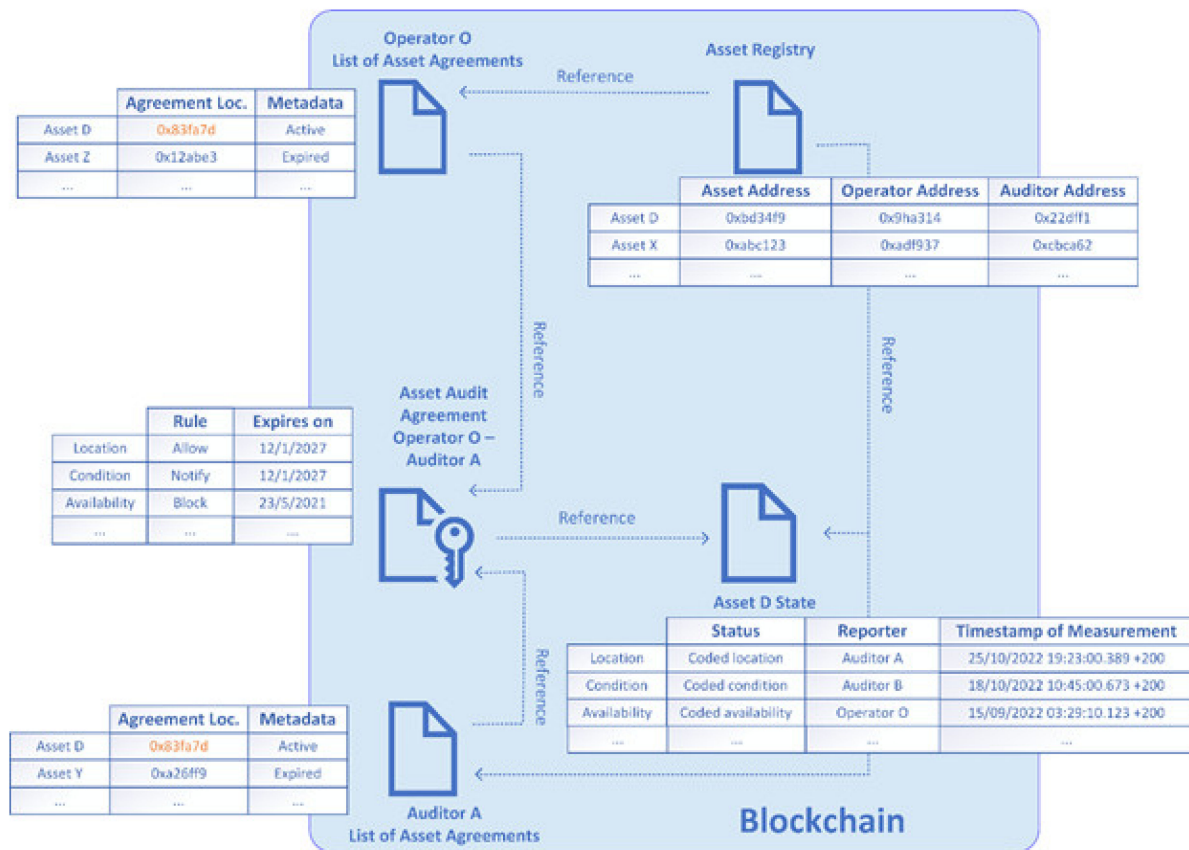 Operator O
List of Asset Agreements
Asset Registry
Reference
Agreement Loc. Metadata
Asset D 0x83fa7d Active
Asset Z 0x12abe3 Expired
... ... ...
Asset Address Operator Address Auditor Address
Asset D 0xbd34f9 0x9ha314 0x22dff1
Asset X 0xabc123 0xadf937 0xcbca62
... ... ... ...
Reference
Reference
Asset Audit
Agreement
Operator O –
Auditor A
Rule Expires on
Location Allow 12/1/2027
Condition Notify 12/1/2027
Availability Block 23/5/2021
... ... ...
Reference
Asset D State
Status Reporter Timestamp of Measurement
Location Coded location Auditor A 25/10/2022 19:23:00.389 +200
Condition Coded condition Auditor B 18/10/2022 10:45:00.673 +200
Availability Coded availability Operator O 15/09/2022 03:29:10.123 +200
... ... ... ...
Reference
Agreement Loc. Metadata
Asset D 0x83fa7d Active
Asset Y 0xa26ff9 Expired
... ... ...
Auditor A
List of Asset Agreements
Blockchain